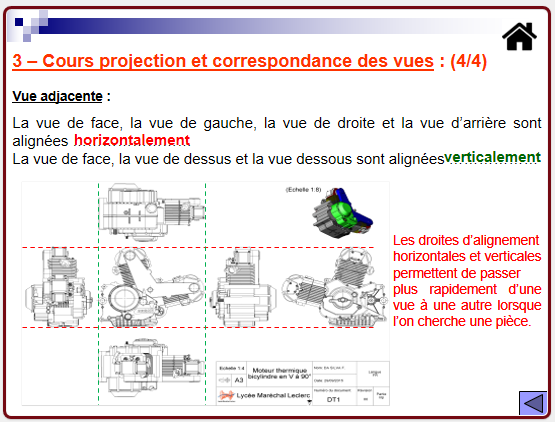 3 – Cours projection et correspondance des vues : (4/4)
Vue adjacente :
La vue de face, la vue de gauche, la vue de droite et la vue d’arrière sont
alignées horizontalement
La vue de face, la vue de dessus et la vue dessous sont alignées verticalement
(Echelle 1:8)
Les droites d’alignement
horizontales et verticales
permettent de passer
plus rapidement d’une
vue à une autre lorsque
l’on cherche une pièce.
Echelle 1:4
A3
Moteur thermique
bicylindre en V à 90°
Lycée Maréchal Leclerc
DT1